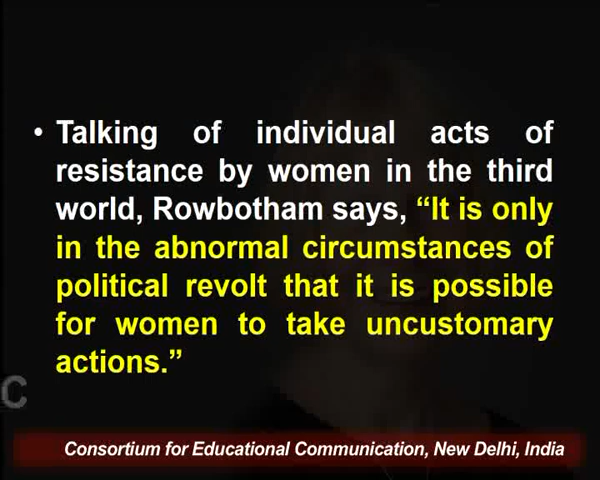 • Talking of individual acts of
resistance by women in the third
world, Rowbotham says, “It is only
in the abnormal circumstances of
political revolt that it is possible
for women to take uncustomary
actions.”
C
Consortium for Educational Communication, New Delhi, India